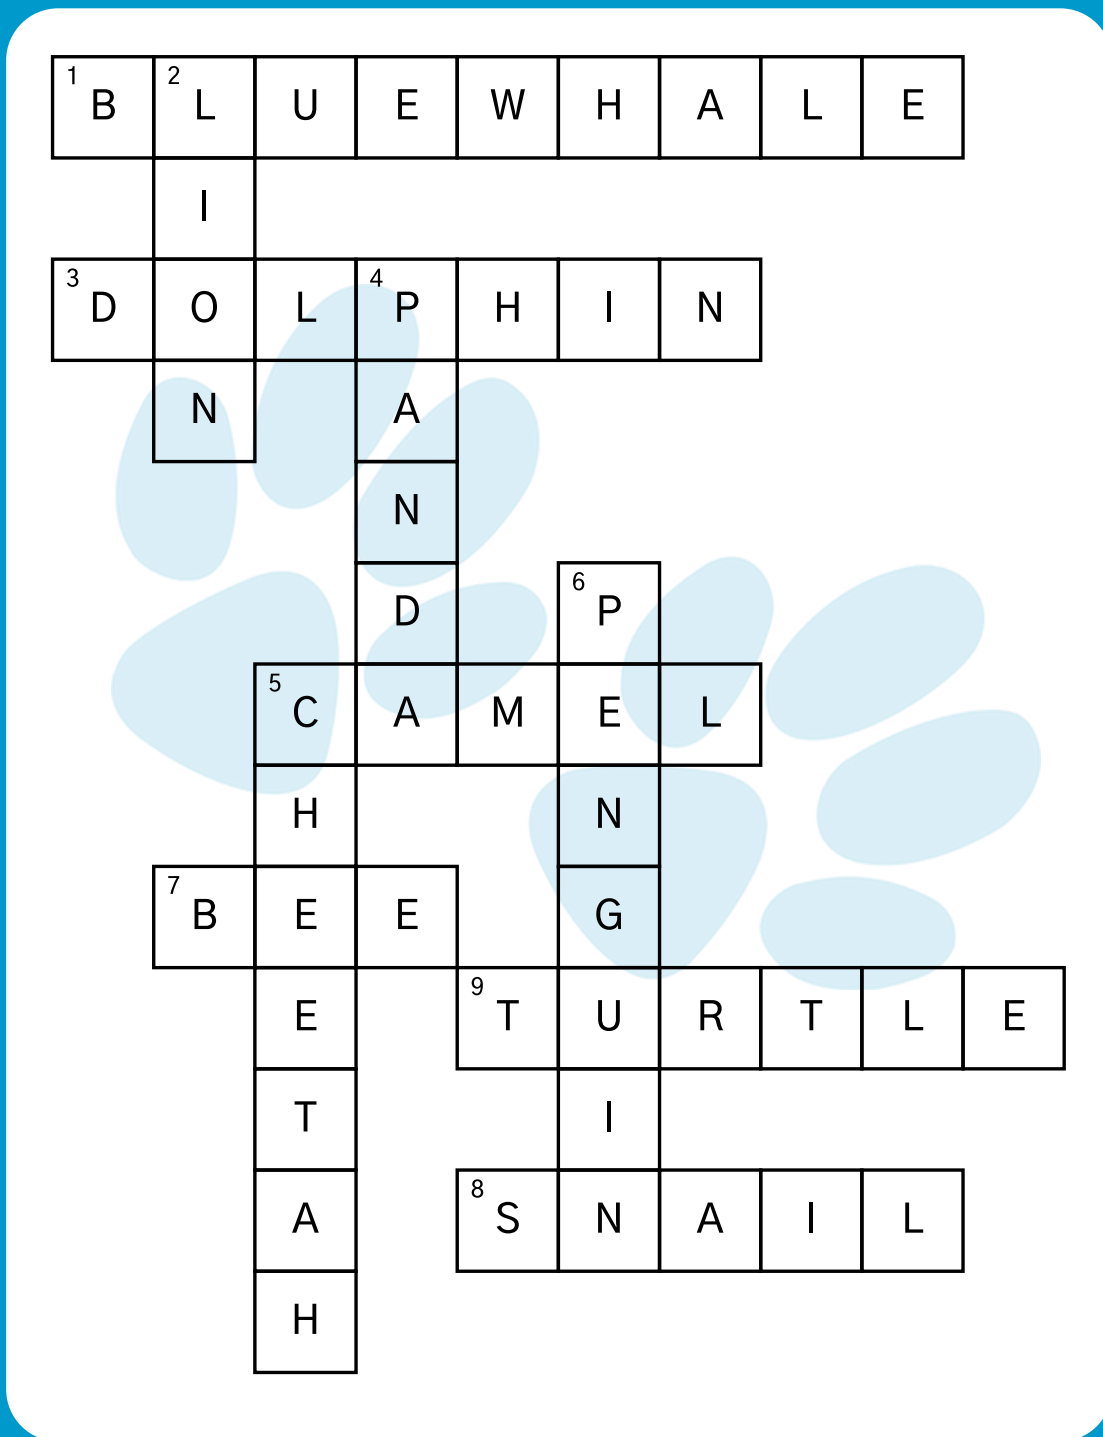 1 B 2 L U E W H A L E
I
3 D O L 4 P H I N
N A
N
D 6 P
5 C A M E L
H N
7 B E E G
E 9 T U R T L E
T I
A 8 S N A I L
H